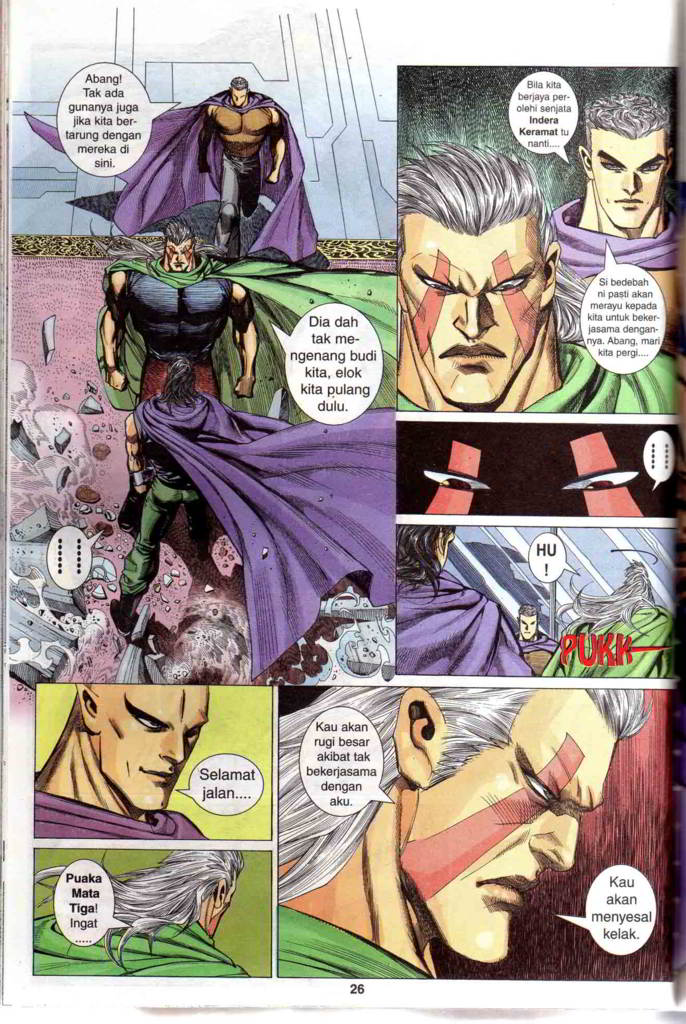 Abang!
Tak ada
gunanya juga
jika kita ber-
tarung dengan
mereka di
sini.
Dia dah
tak me-
ngenang budi
kita, elok
kita pulang
dulu.
Bila kita
berjaya per-
olehi senjata
Indera
Keramat tu
nanti....
Si bedebah
ni pasti akan
merayu kepada
kita untuk beker-
jasama dengan-
nya. Abang, mari
kita pergi....
HU
!
PUKK
Selamat
jalan....
Puaka
Mata
Tiga!
Ingat
.....
Kau akan
rugi besar
akibat tak
bekerjasama
dengan
aku.
Kau
akan
menyesal
kelak.
26